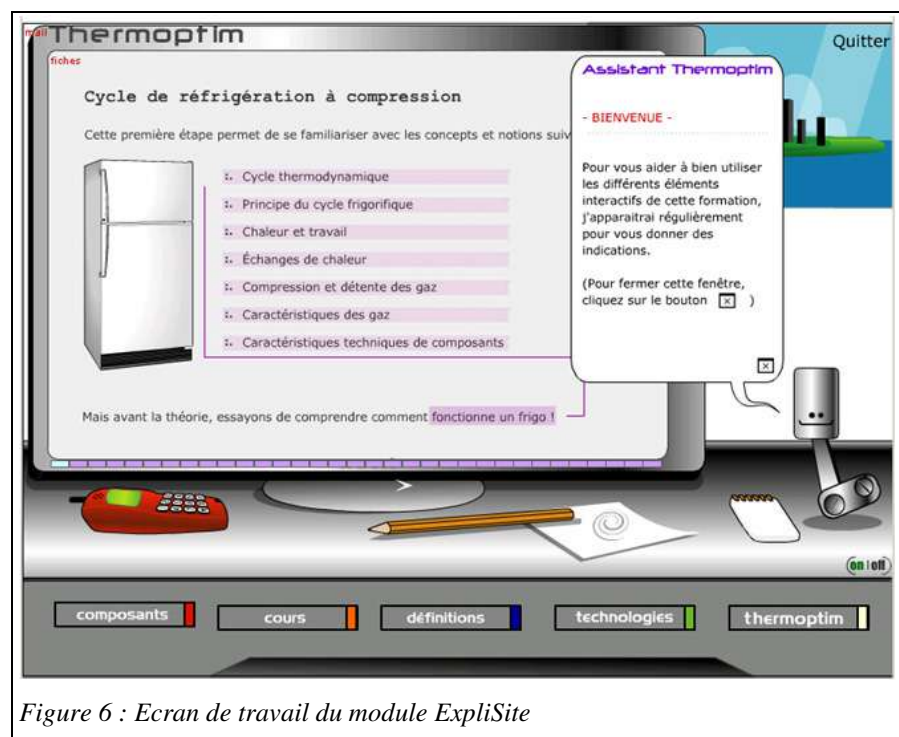 mail
Thermoptim
Quitter
fiches
Cycle de réfrigération à compression
Cette première étape permet de se familiariser avec les concepts et notions suiv
:. Cycle thermodynamique
:. Principe du cycle frigorifique
:. Chaleur et travail
:. Échanges de chaleur
:. Compression et détente des gaz
:. Caractéristiques des gaz
:. Caractéristiques techniques de composants
Mais avant la théorie, essayons de comprendre comment fonctionne un frigo !
Assistant Thermoptim
- BIENVENUE -
Pour vous aider à bien utiliser
les différents éléments
interactifs de cette formation,
j'apparaitrai régulièrement
pour vous donner des
indications.
(Pour fermer cette fenêtre,
cliquez sur le bouton x )
x
(on | off)
composants
cours
définitions
technologies
thermoptim
Figure 6 : Ecran de travail du module ExpliSite